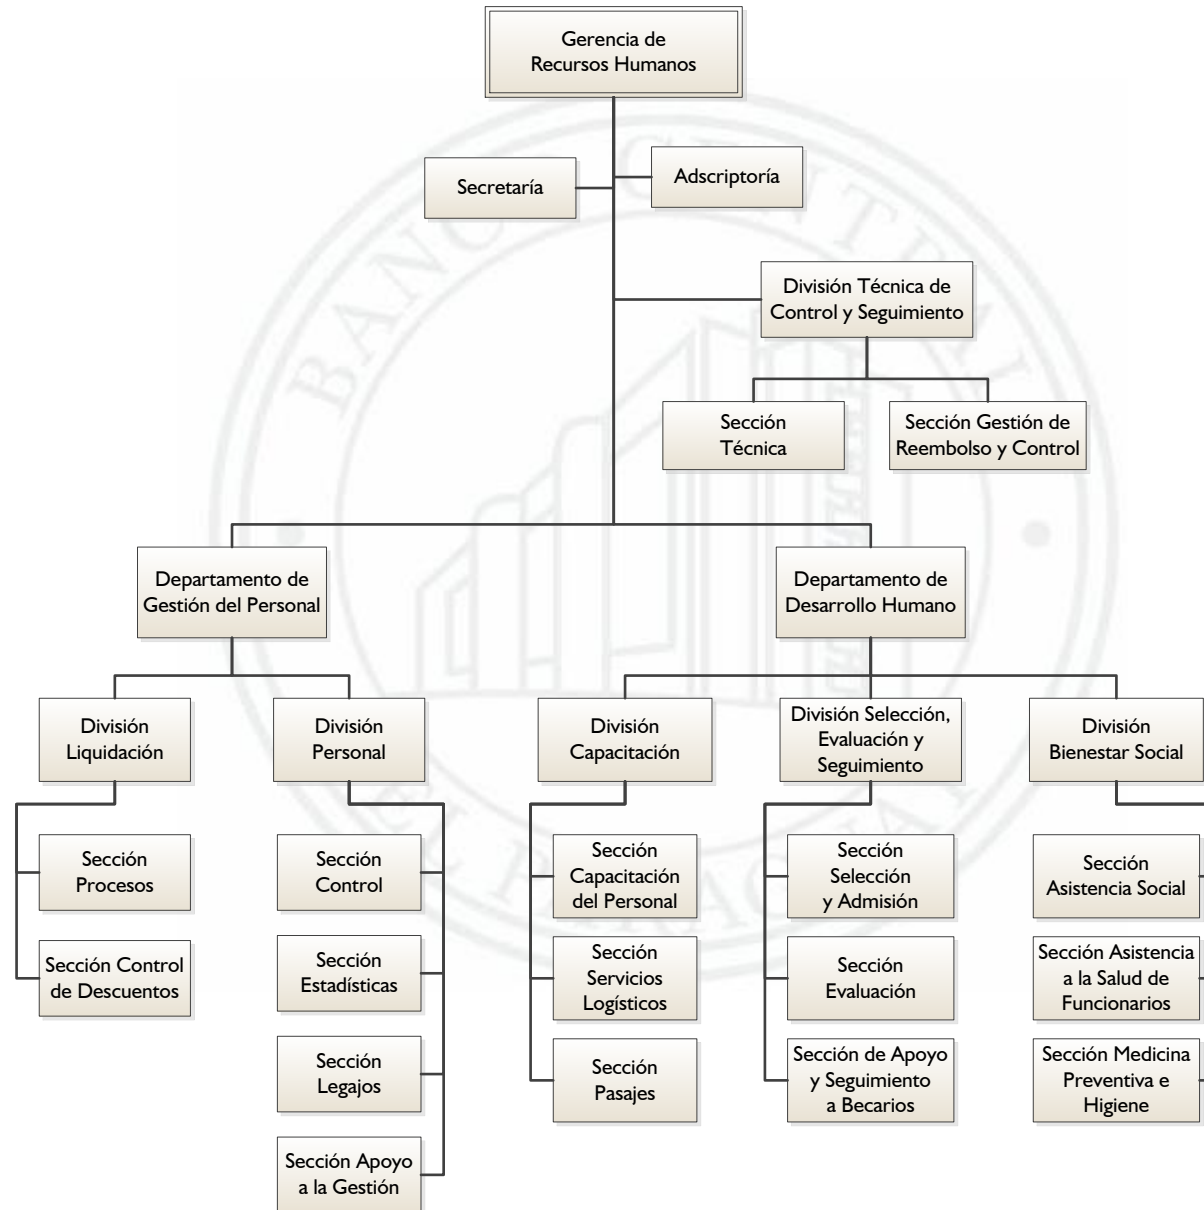 Gerencia de
Recursos Humanos
Secretaría
Adscriptoría
División Técnica de
Control y Seguimiento
Sección
Técnica
Sección Gestión de
Reembolso y Control
Departamento de
Gestión del Personal
Departamento de
Desarrollo Humano
División
Liquidación
División
Personal
División
Capacitación
División Selección,
Evaluación y
Seguimiento
División
Bienestar Social
Sección
Procesos
Sección Control
de Descuentos
Sección
Control
Sección
Estadísticas
Sección
Legajos
Sección Apoyo
a la Gestión
Sección
Capacitación
del Personal
Sección
Servicios
Logísticos
Sección
Pasajes
Sección
Selección
y Admisión
Sección
Evaluación
Sección de Apoyo
y Seguimiento
a Becarios
Sección
Asistencia Social
Sección Asistencia
a la Salud de
Funcionarios
Sección Medicina
Preventiva e
Higiene
BANCO CENTRAL
DEL PARAGUAY